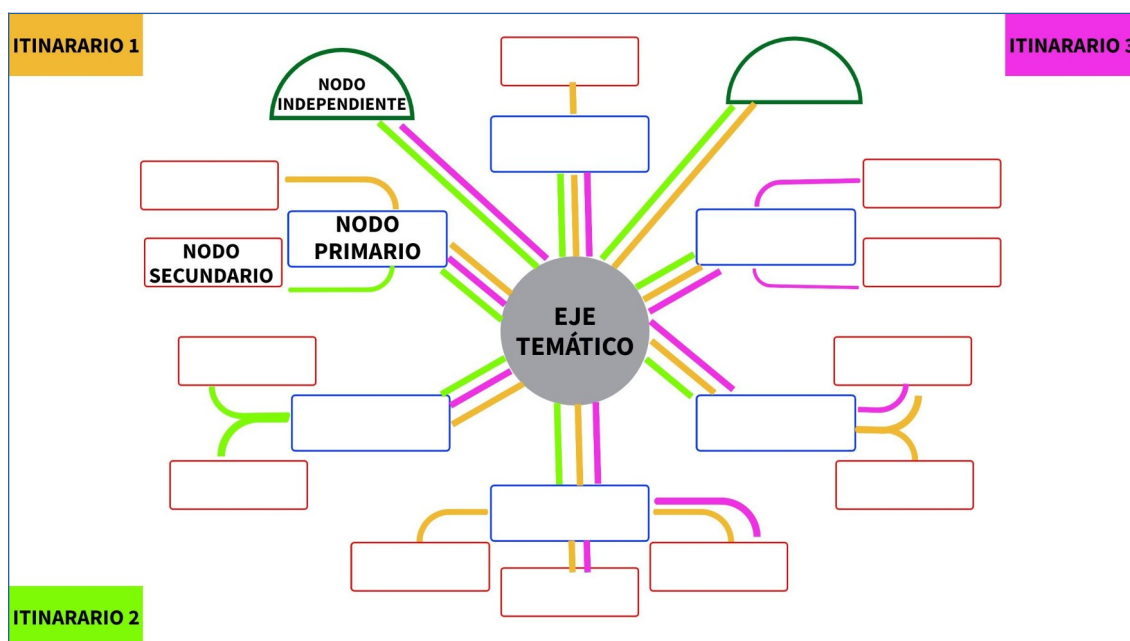 ITINARARIO 1
ITINARARIO 3
NODO
INDEPENDIENTE
NODO
PRIMARIO
NODO
SECUNDARIO
EJE
TEMÁTICO
ITINARARIO 2